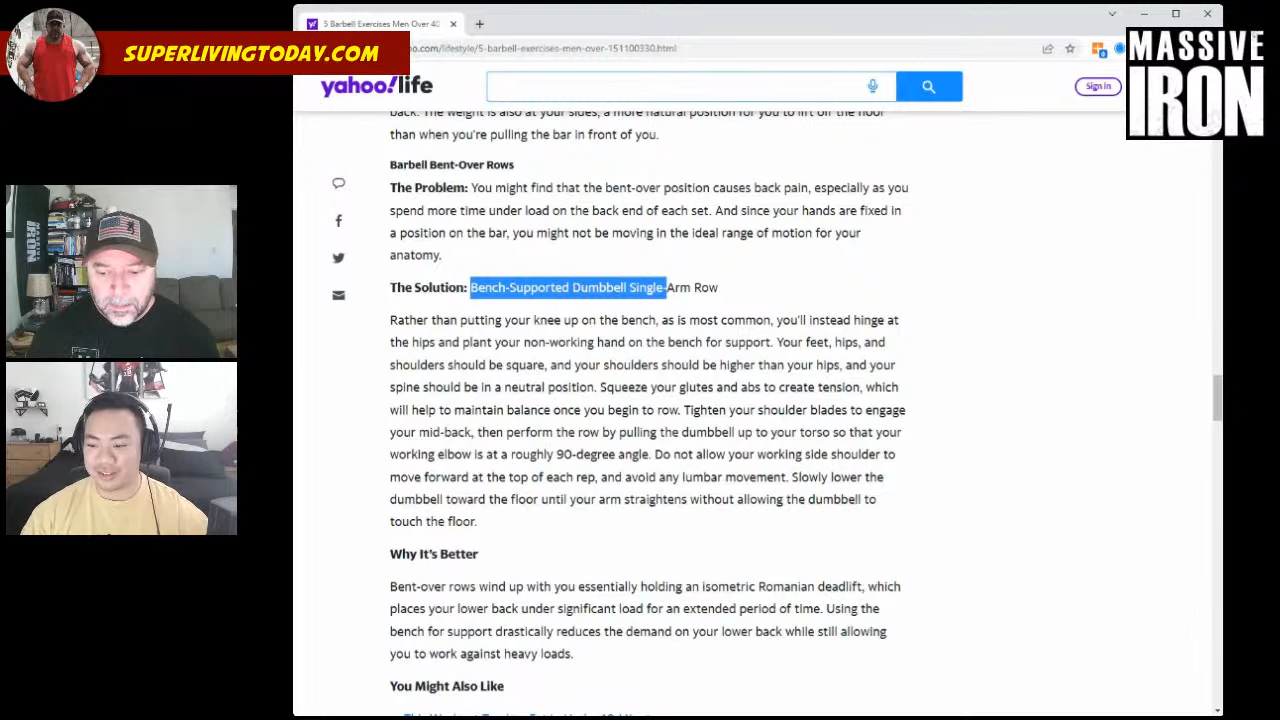 SUPERLIVINGTODAY.COM
5 Barbell Exercises Men Over 40
oo.com/lifestyle/5-barbell-exercises-men-over-151100330.html
MASSIVE
IRON
yahoo!life
Sign in
back. The weight is also at your sides, a more natural position for you to lift off the floor
than when you're pulling the bar in front of you.
Barbell Bent-Over Rows
The Problem: You might find that the bent-over position causes back pain, especially as you
spend more time under load on the back end of each set. And since your hands are fixed in
a position on the bar, you might not be moving in the ideal range of motion for your
anatomy.
The Solution: Bench-Supported Dumbbell Single-Arm Row
Rather than putting your knee up on the bench, as is most common, you'll instead hinge at
the hips and plant your non-working hand on the bench for support. Your feet, hips, and
shoulders should be square, and your shoulders should be higher than your hips, and your
spine should be in a neutral position. Squeeze your glutes and abs to create tension, which
will help to maintain balance once you begin to row. Tighten your shoulder blades to engage
your mid-back, then perform the row by pulling the dumbbell up to your torso so that your
working elbow is at a roughly 90-degree angle. Do not allow your working side shoulder to
move forward at the top of each rep, and avoid any lumbar movement. Slowly lower the
dumbbell toward the floor until your arm straightens without allowing the dumbbell to
touch the floor.
Why It's Better
Bent-over rows wind up with you essentially holding an isometric Romanian deadlift, which
places your lower back under significant load for an extended period of time. Using the
bench for support drastically reduces the demand on your lower back while still allowing
you to work against heavy loads.
You Might Also Like